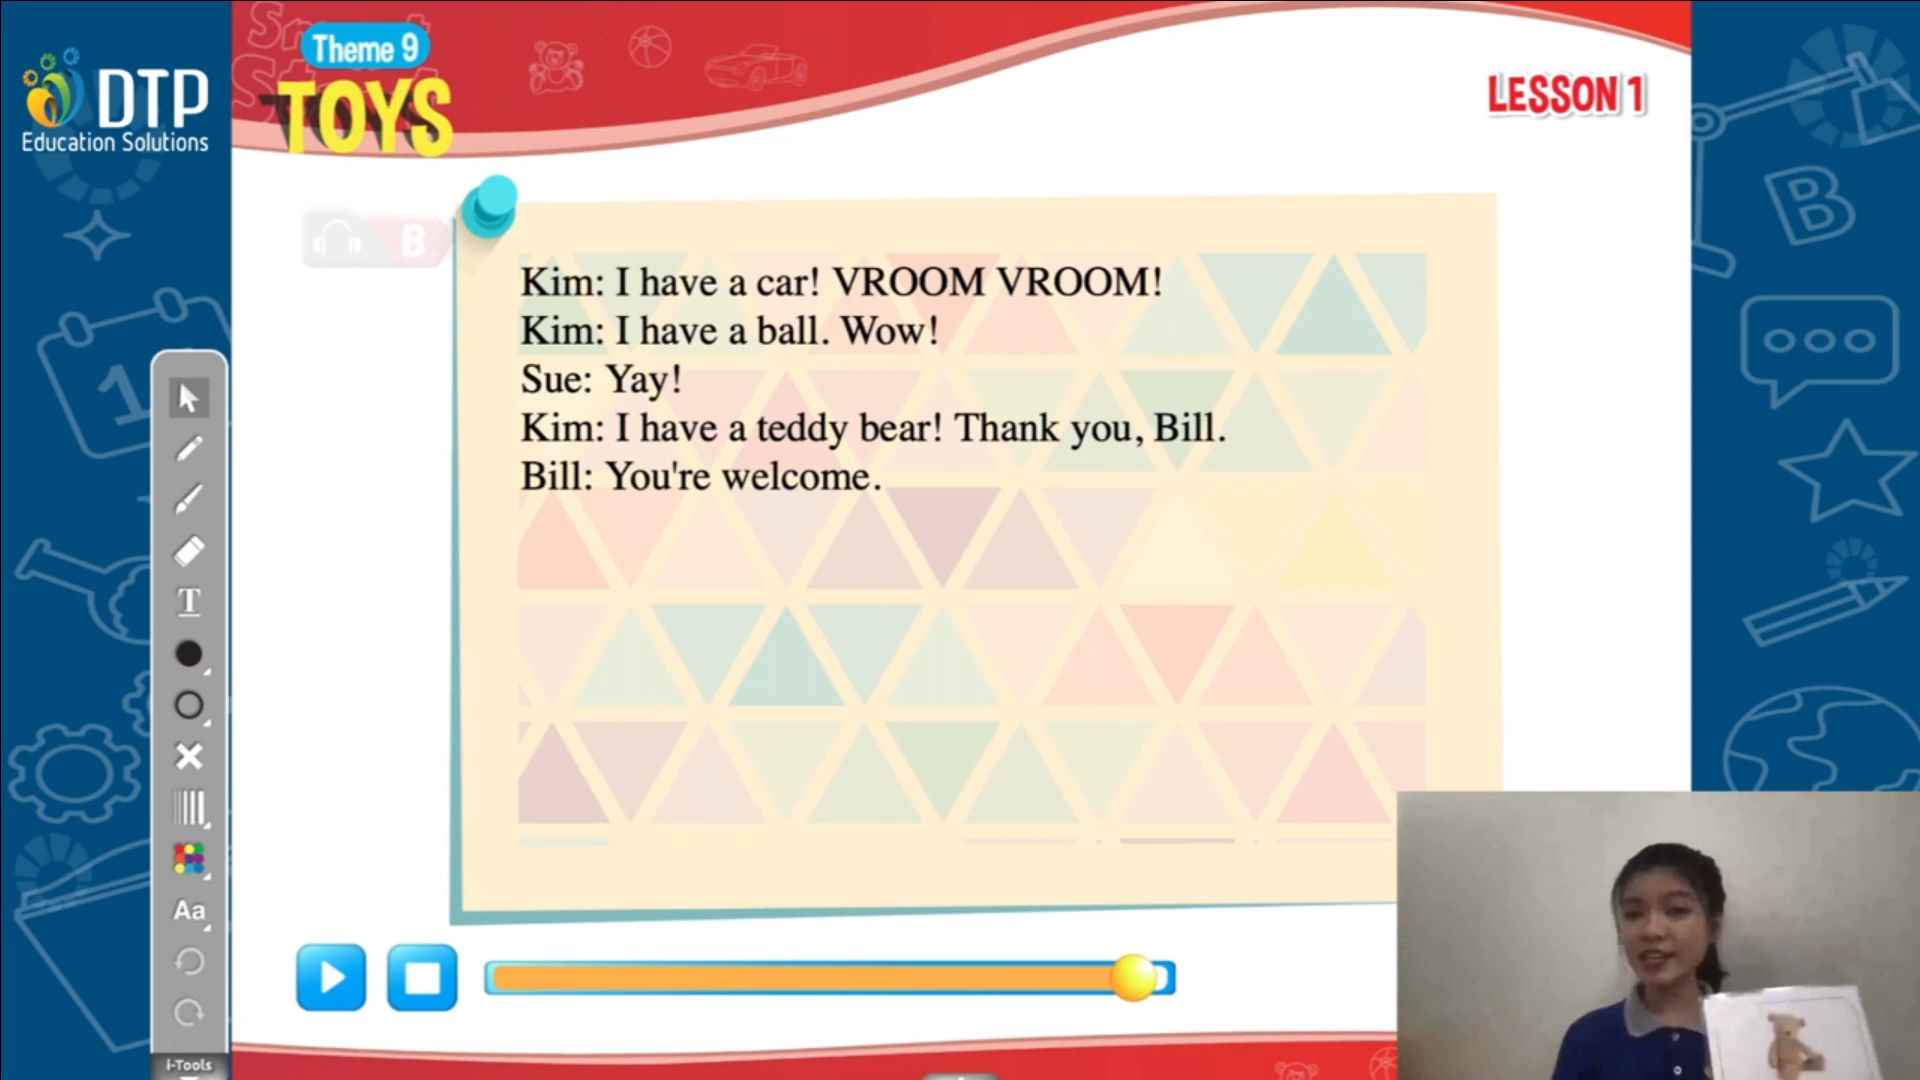 DTP
Education Solutions
Theme 9
TOYS
LESSON 1
B
Kim: I have a car! VROOM VROOM!
Kim: I have a ball. Wow!
Sue: Yay!
Kim: I have a teddy bear! Thank you, Bill.
Bill: You're welcome.
T
Aa
i-Tools
1
B